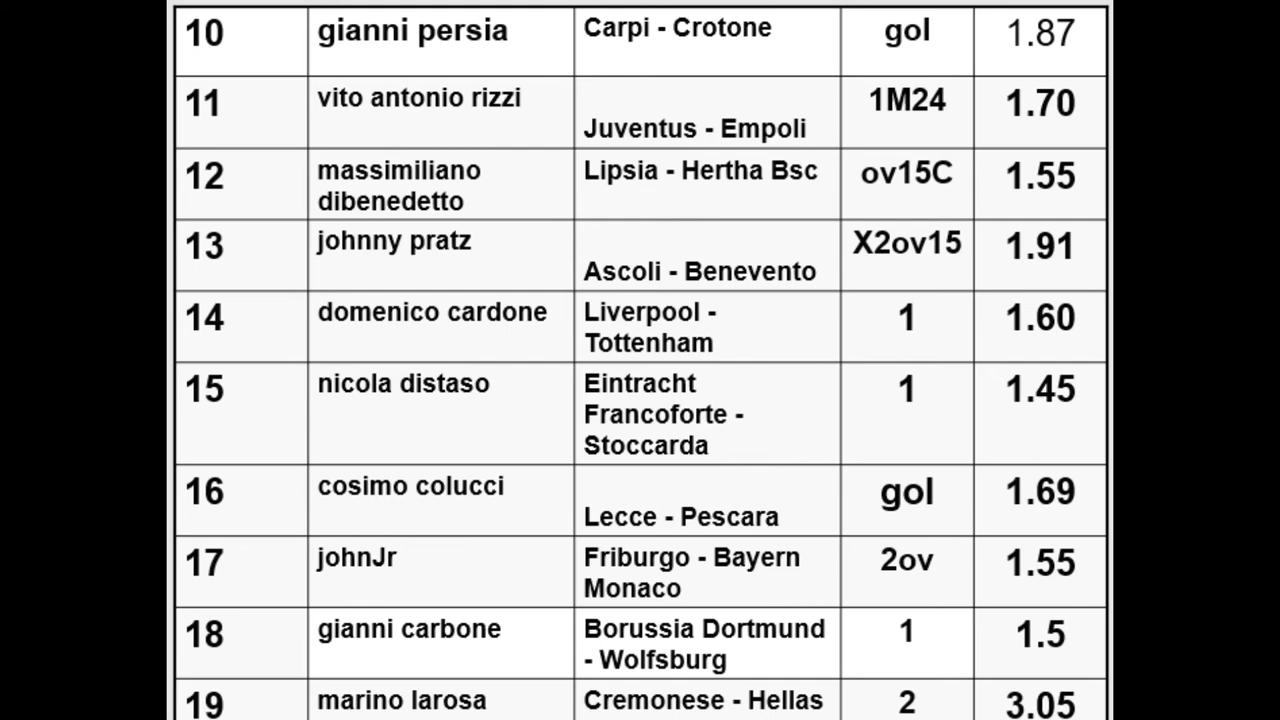 10 gianni persia Carpi - Crotone gol 1.87
11 vito antonio rizzi Juventus - Empoli 1M24 1.70
12 massimiliano dibenedetto Lipsia - Hertha Bsc ov15C 1.55
13 johnny pratz Ascoli - Benevento X2ov15 1.91
14 domenico cardone Liverpool - Tottenham 1 1.60
15 nicola distaso Eintracht Francoforte - Stoccarda 1 1.45
16 cosimo colucci Lecce - Pescara gol 1.69
17 johnJr Friburgo - Bayern Monaco 2ov 1.55
18 gianni carbone Borussia Dortmund - Wolfsburg 1 1.5
19 marino larosa Cremonese - Hellas 2 3.05